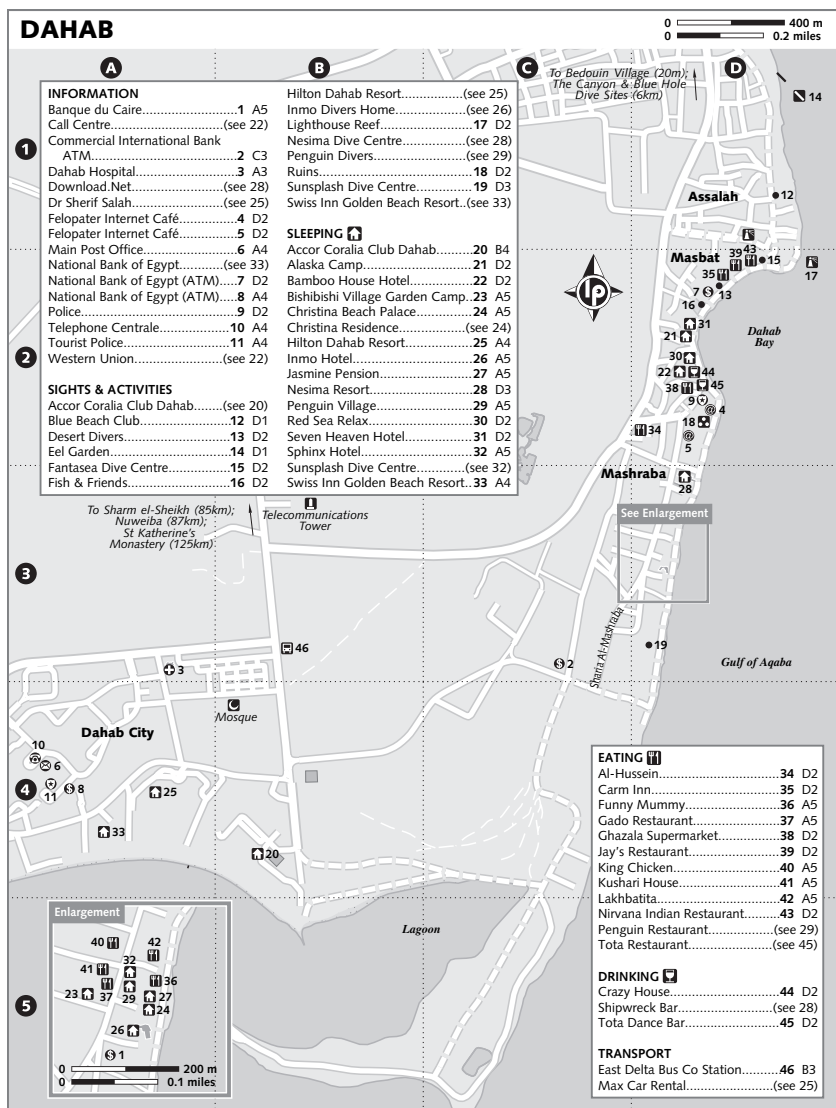 DAHAB
0 400 m
0 0.2 miles
A B C D
1
2
3
4
5
INFORMATION
Banque du Caire 1 A5
Call Centre (see 22)
Commercial International Bank
ATM 2 C3
Dahab Hospital 3 A3
Download.Net (see 28)
Dr Sherif Salah (see 25)
Felopater Internet Café 4 D2
Felopater Internet Café 5 D2
Main Post Office 6 A4
National Bank of Egypt (see 33)
National Bank of Egypt (ATM) 7 D2
National Bank of Egypt (ATM) 8 A4
Police 9 D2
Telephone Centrale 10 A4
Tourist Police 11 A4
Western Union (see 22)
SIGHTS & ACTIVITIES
Accor Coralia Club Dahab (see 20)
Blue Beach Club 12 D1
Desert Divers 13 D2
Eel Garden 14 D1
Fantasea Dive Centre 15 D2
Fish & Friends 16 D2
Hilton Dahab Resort (see 25)
Inmo Divers Home (see 26)
Lighthouse Reef 17 D2
Nesima Dive Centre (see 28)
Penguin Divers (see 29)
Ruins 18 D2
Sunsplash Dive Centre 19 D3
Swiss Inn Golden Beach Resort (see 33)
SLEEPING
Accor Coralia Club Dahab 20 B4
Alaska Camp 21 D2
Bamboo House Hotel 22 D2
Bishibishi Village Garden Camp 23 A5
Christina Beach Palace 24 A5
Christina Residence (see 24)
Hilton Dahab Resort 25 A4
Inmo Hotel 26 A5
Jasmine Pension 27 A5
Nesima Resort 28 D3
Penguin Village 29 A5
Red Sea Relax 30 D2
Seven Heaven Hotel 31 D2
Sphinx Hotel 32 A5
Sunsplash Dive Centre (see 32)
Swiss Inn Golden Beach Resort 33 A4
To Bedouin Village (20m);
The Canyon & Blue Hole
Dive Sites (6km)
14
Assalah
12
Masbat
39 43
15
35
17
7
13
16
LP
Dahab
Bay
31
21
30
22 44
38 45
9
4
18
34
5
Mashraba
28
See Enlargement
To Sharm el-Sheikh (85km);
Nuweiba (87km);
St Katherine's
Monastery (125km)
Telecommunications
Tower
46
3
2
Sharia Al-Mashraba
19
Gulf of Aqaba
Mosque
Dahab City
10
6
11
8
25
33
20
Lagoon
Enlargement
40
42
41 32
36
23 37 29 27
24
26
1
0 200 m
0 0.1 miles
EATING
Al-Hussein 34 D2
Carm Inn 35 D2
Funny Mummy 36 A5
Gado Restaurant 37 A5
Ghazala Supermarket 38 D2
Jay's Restaurant 39 D2
King Chicken 40 A5
Kushari House 41 A5
Lakhbatita 42 A5
Nirvana Indian Restaurant 43 D2
Penguin Restaurant (see 29)
Tota Restaurant (see 45)
DRINKING
Crazy House 44 D2
Shipwreck Bar (see 28)
Tota Dance Bar 45 D2
TRANSPORT
East Delta Bus Co Station 46 B3
Max Car Rental (see 25)